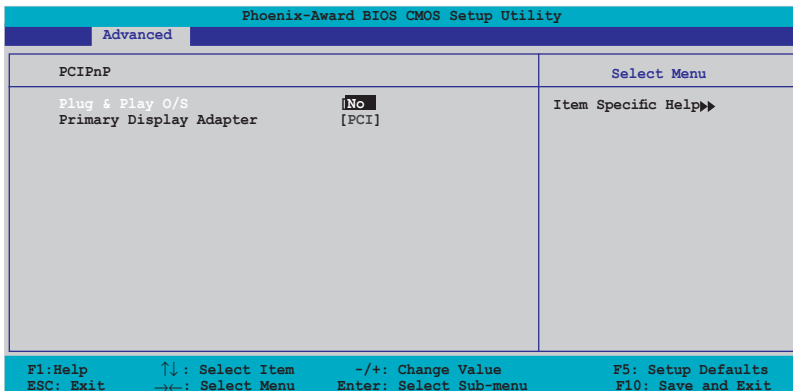 Phoenix-Award BIOS CMOS Setup Utility
Advanced
PCIPnP
Select Menu
Plug & Play O/S [No
Item Specific Help▶▶
Primary Display Adapter [PCI]
F1:Help ↑↓: Select Item -/+: Change Value F5: Setup Defaults
ESC: Exit →←: Select Menu Enter: Select Sub-menu F10: Save and Exit